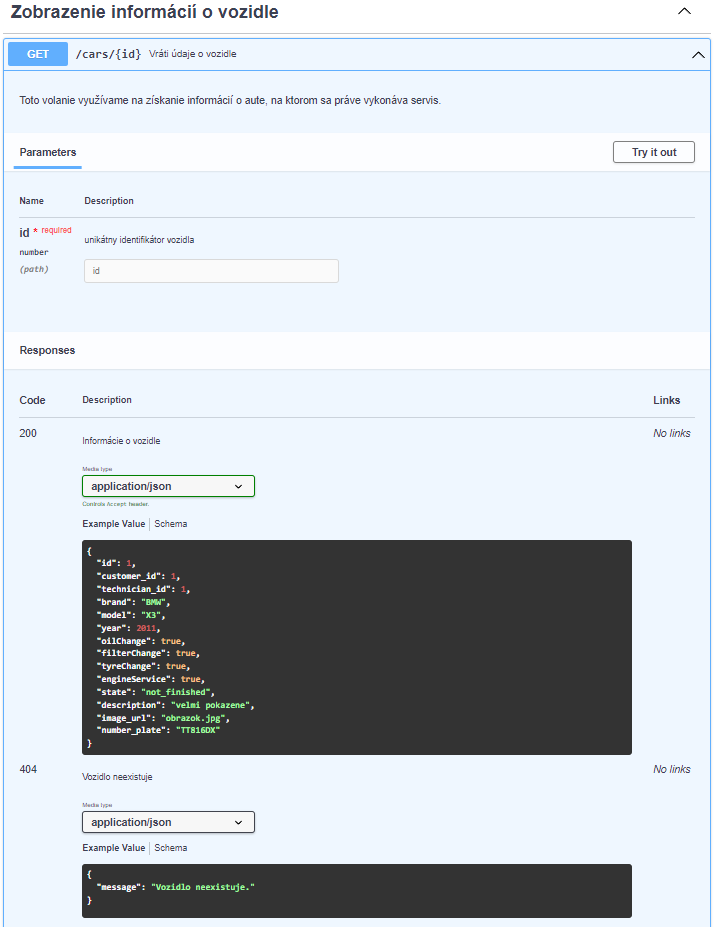 Zobrazenie informácií o vozidle
GET /cars/{id} Vráti údaje o vozidle
Toto volanie využívame na získanie informácií o aute, na ktorom sa práve vykonáva servis.
Parameters
Try it out
Name Description
id * required
number
(path)
unikátny identifikátor vozidla
id
Responses
Code Description Links
200
Informácie o vozidle
No links
Media type
application/json
Controls Accept header.
Example Value Schema
{
"id": 1,
"customer_id": 1,
"technician_id": 1,
"brand": "BMW",
"model": "X3",
"year": 2011,
"oilChange": true,
"filterChange": true,
"tyreChange": true,
"engineService": true,
"state": "not_finished",
"description": "velmi pokazene",
"image_url": "obrazok.jpg",
"number_plate": "TT816DX"
}
404
Vozidlo neexistuje
No links
Media type
application/json
Example Value Schema
{
"message": "Vozidlo neexistuje."
}